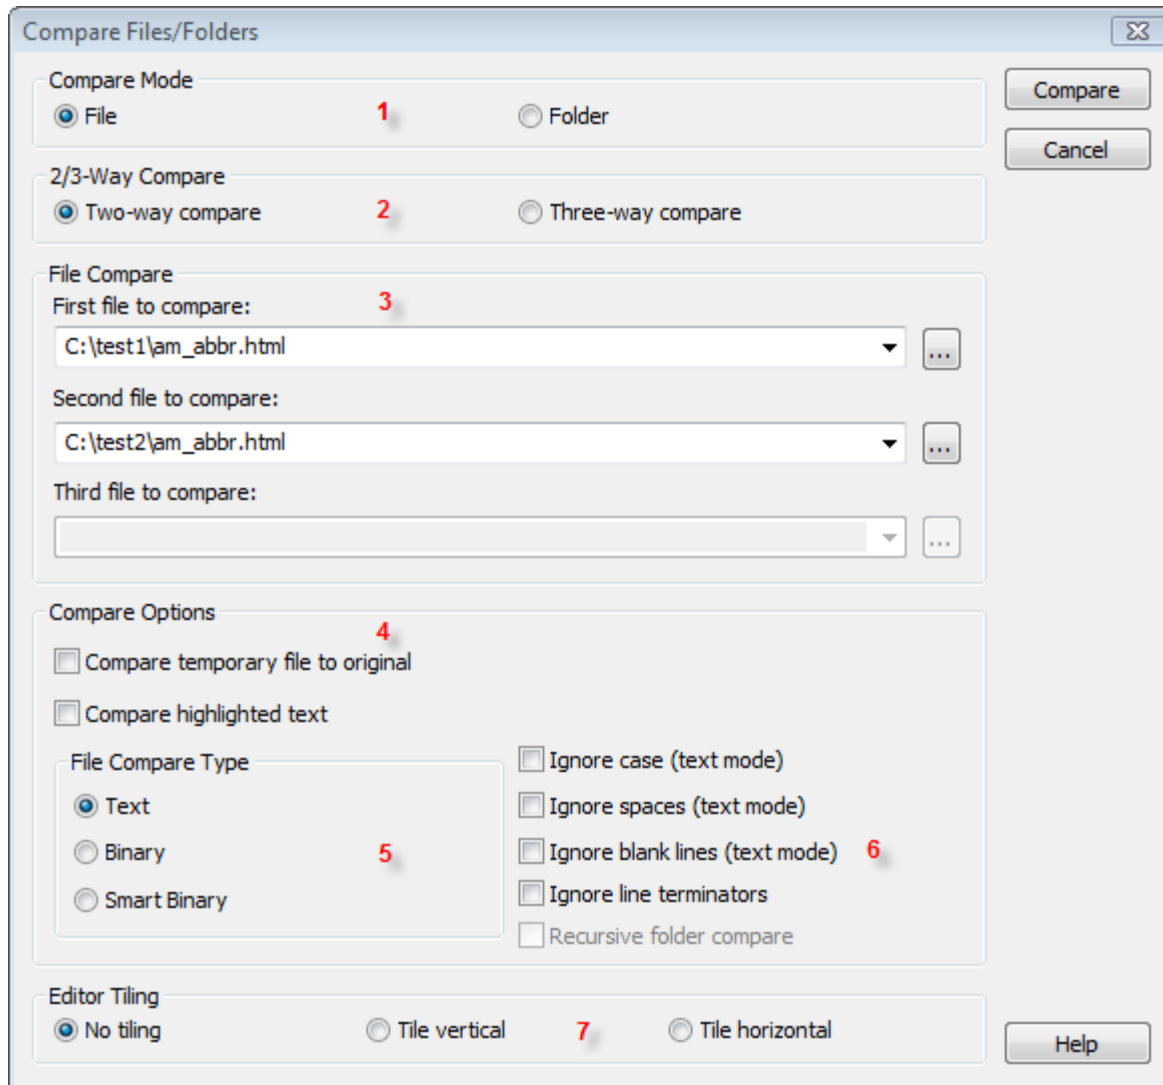 Compare Files/Folders
Compare Mode
File 1 Folder
Compare
Cancel
2/3-Way Compare
Two-way compare 2 Three-way compare
File Compare
First file to compare: 3
C:\test1\am_abbr.html ...
Second file to compare:
C:\test2\am_abbr.html ...
Third file to compare:
...
Compare Options
4
Compare temporary file to original
Compare highlighted text
File Compare Type
Text
Binary 5
Smart Binary
Ignore case (text mode)
Ignore spaces (text mode)
Ignore blank lines (text mode) 6
Ignore line terminators
Recursive folder compare
Editor Tiling
No tiling Tile vertical 7 Tile horizontal
Help